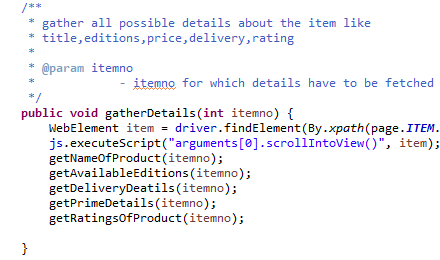 /**
* gather all possible details about the item like
* title,editions,price,delivery,rating
*
* @param itemno
* - itemno for which details have to be fetched
*/
public void gatherDetails(int itemno) {
WebElement item = driver.findElement(By.xpath(page.ITEM.
js.executeScript("arguments[0].scrollIntoView()", item);
getNameOfProduct(itemno);
getAvailableEditions(itemno);
getDeliveryDeatils(itemno);
getPrimeDetails(itemno);
getRatingsOfProduct(itemno);
}